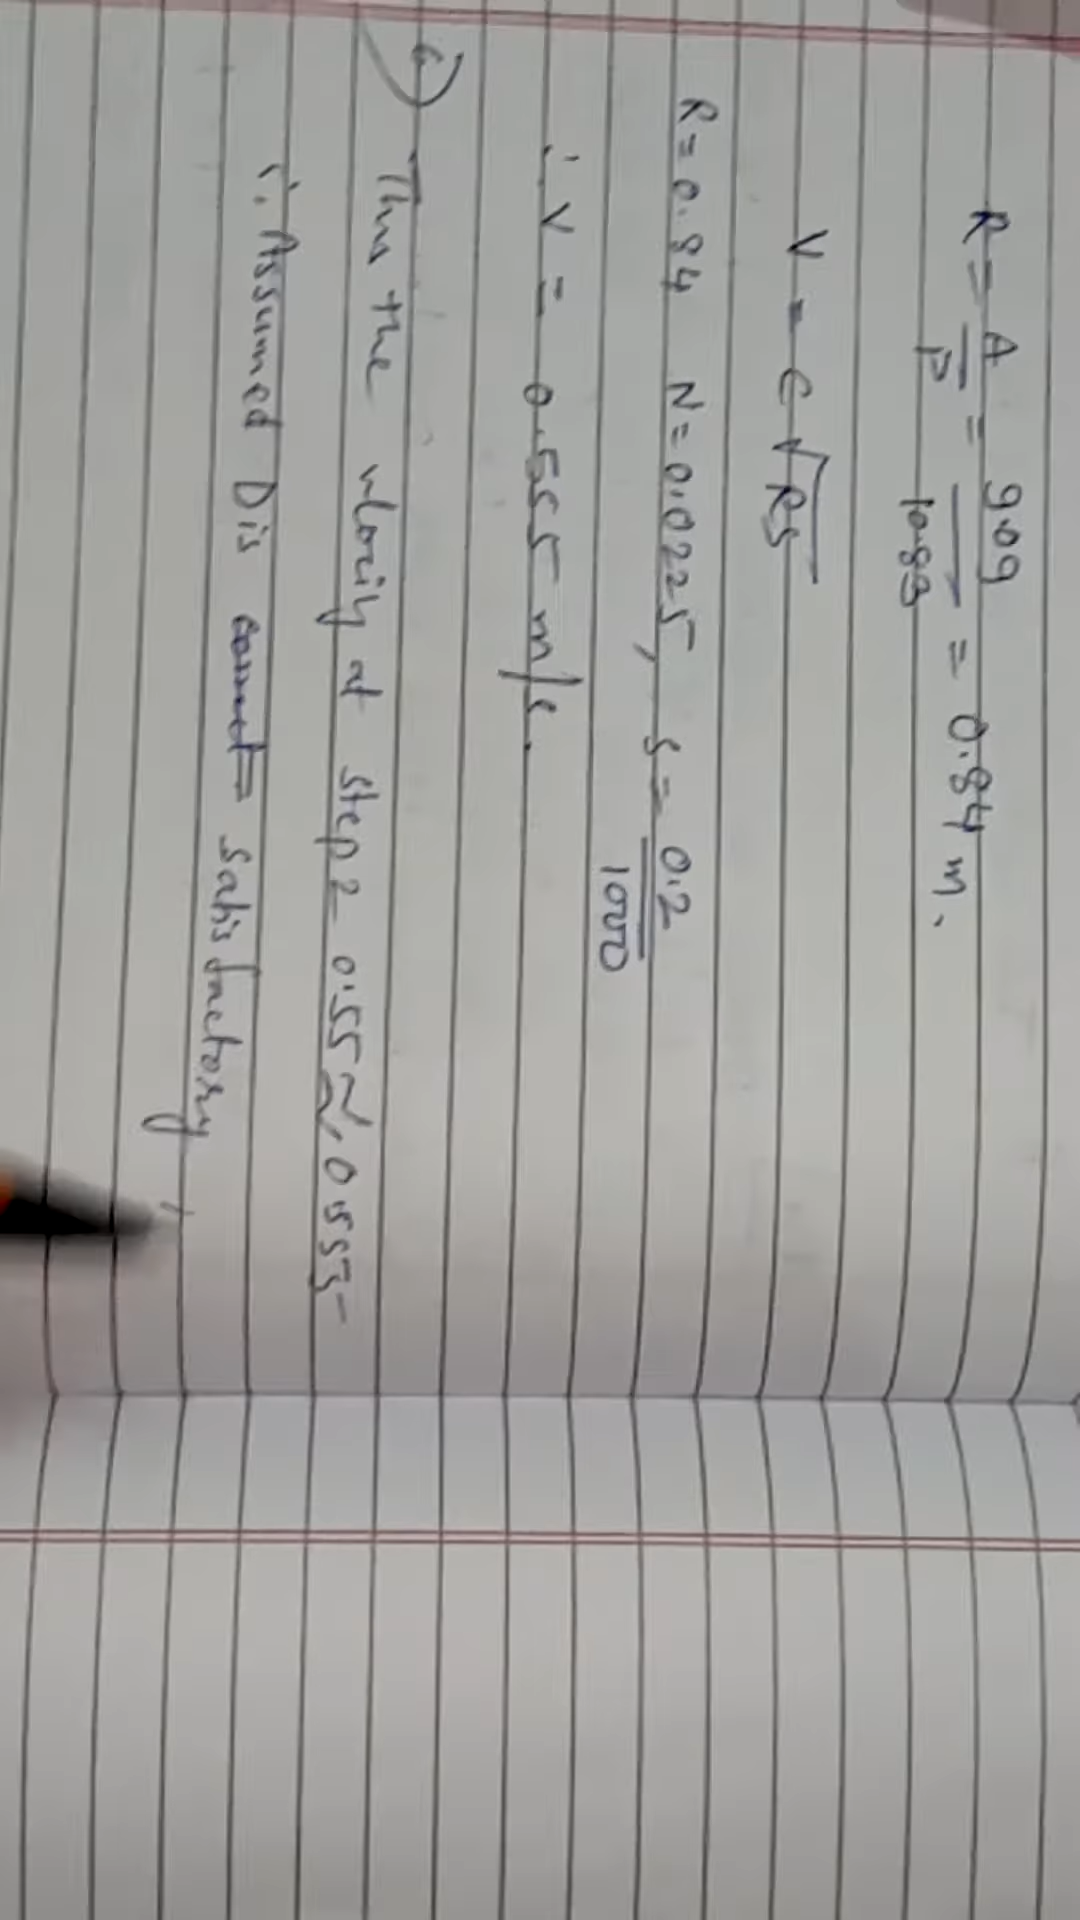 R = A/P = 9.09/10.83 = 0.84 m.
V = C√RS
R = 0.84 N = 0.0225, S = 0.2/1000
∴ V = 0.555 m/s.
6) Thus the velocity at step 2 0.55 ≈ 0.555
∴ Assumed D is satisfactory